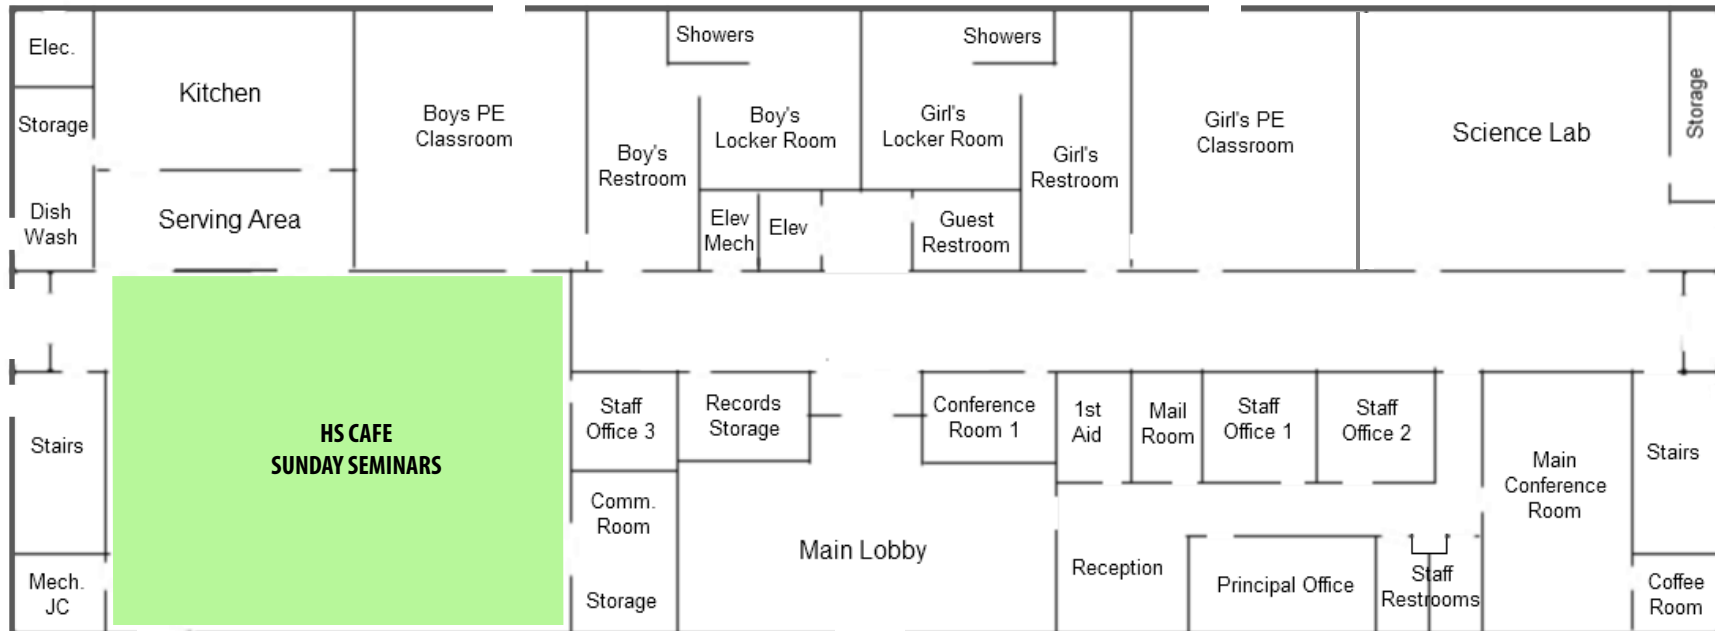 Elec.
Kitchen
Storage
Boys PE
Classroom
Showers
Showers
Boy's
Locker Room
Girl's
Locker Room
Boy's
Restroom
Girl's
Restroom
Girl's PE
Classroom
Science Lab
Storage
Dish
Wash
Serving Area
Elev
Mech
Elev
Guest
Restroom
HS CAFE
SUNDAY SEMINARS
Stairs
Staff
Office 3
Records
Storage
Conference
Room 1
1st
Aid
Mail
Room
Staff
Office 1
Staff
Office 2
Main
Conference
Room
Stairs
Comm.
Room
Main Lobby
Mech.
JC
Storage
Reception
Principal Office
Staff
Restrooms
Coffee
Room